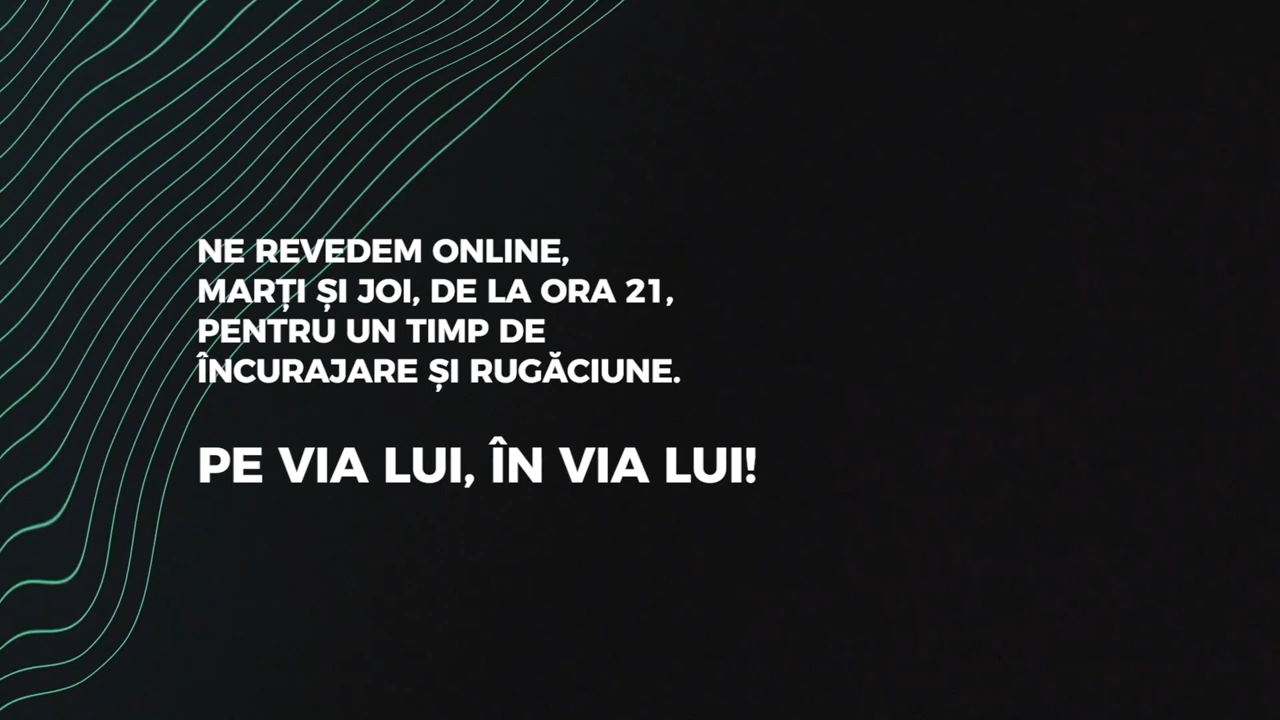 NE REVEDEM ONLINE,
MARȚI ȘI JOI, DE LA ORA 21,
PENTRU UN TIMP DE
ÎNCURAJARE ȘI RUGĂCIUNE.
PE VIA LUI, ÎN VIA LUI!